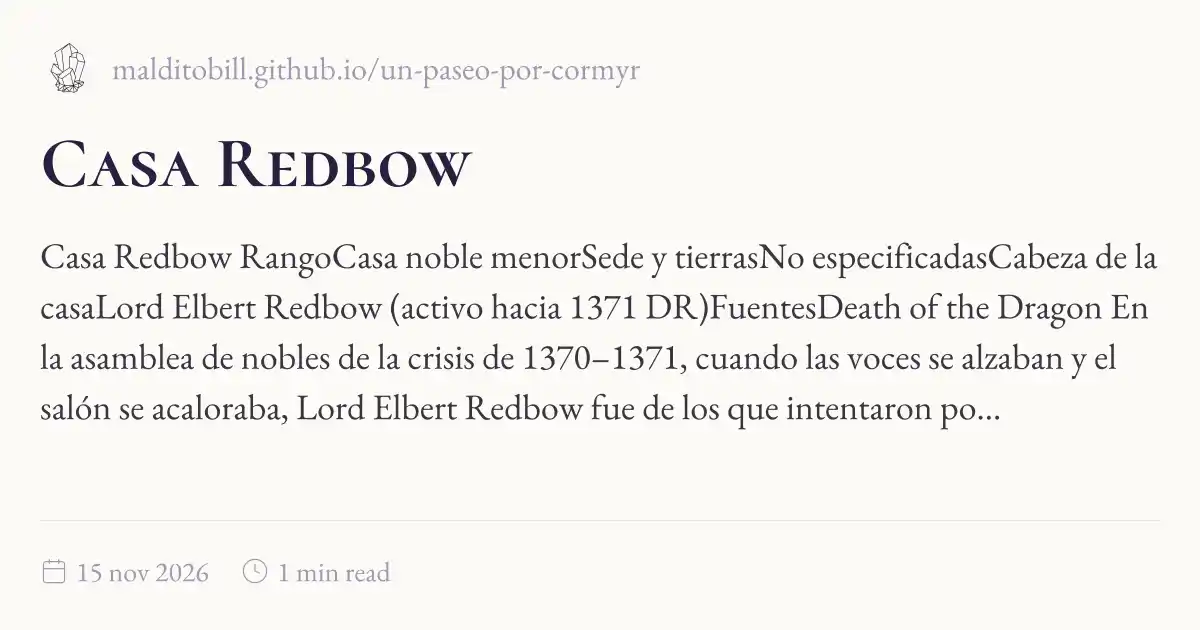 malditobill.github.io/un-paseo-por-cormyr
Casa Redbow
Casa Redbow RangoCasa noble menorSede y tierrasNo especificadasCabeza de la
casaLord Elbert Redbow (activo hacia 1371 DR)FuentesDeath of the Dragon En
la asamblea de nobles de la crisis de 1370–1371, cuando las voces se alzaban y el
salón se acaloraba, Lord Elbert Redbow fue de los que intentaron po...
15 nov 2026
1 min read